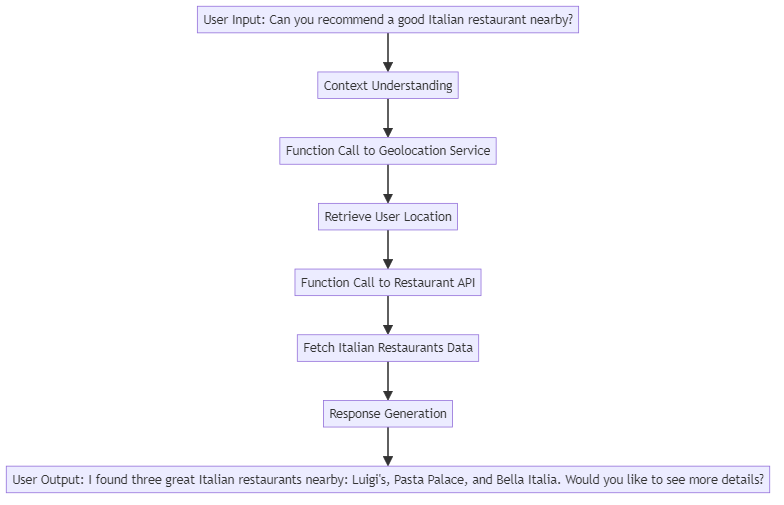 User Input: Can you recommend a good Italian restaurant nearby?
Context Understanding
Function Call to Geolocation Service
Retrieve User Location
Function Call to Restaurant API
Fetch Italian Restaurants Data
Response Generation
User Output: I found three great Italian restaurants nearby: Luigi's, Pasta Palace, and Bella Italia. Would you like to see more details?